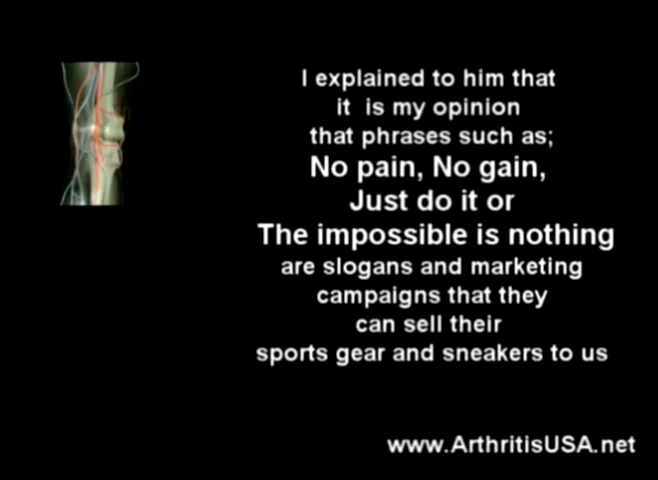 I explained to him that
it is my opinion
that phrases such as;
No pain, No gain,
Just do it or
The impossible is nothing
are slogans and marketing
campaigns that they
can sell their
sports gear and sneakers to us
www.ArthritisUSA.net